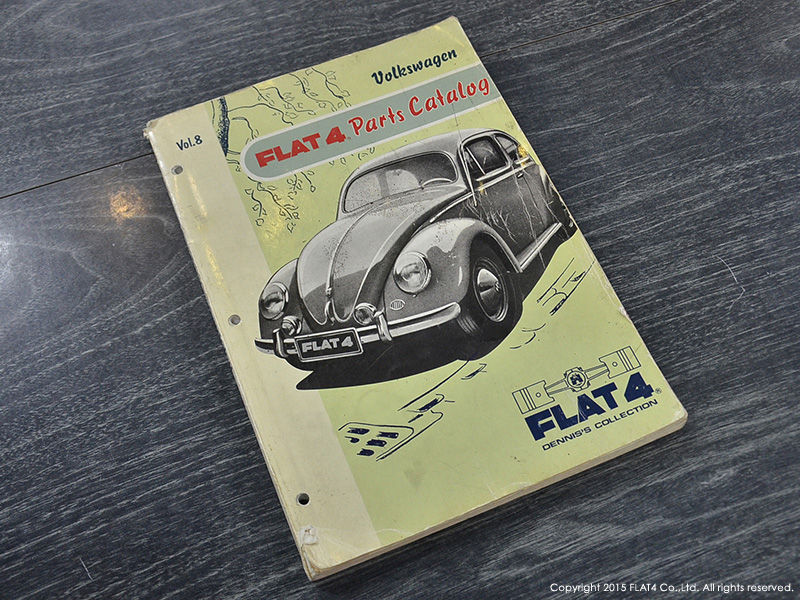 Volkswagen
Vol.8
FLAT 4 Parts Catalog
FLAT 4
FLAT 4®
DENNIS'S COLLECTION
Copyright 2015 FLAT4 Co.,Ltd. All rights reserved.